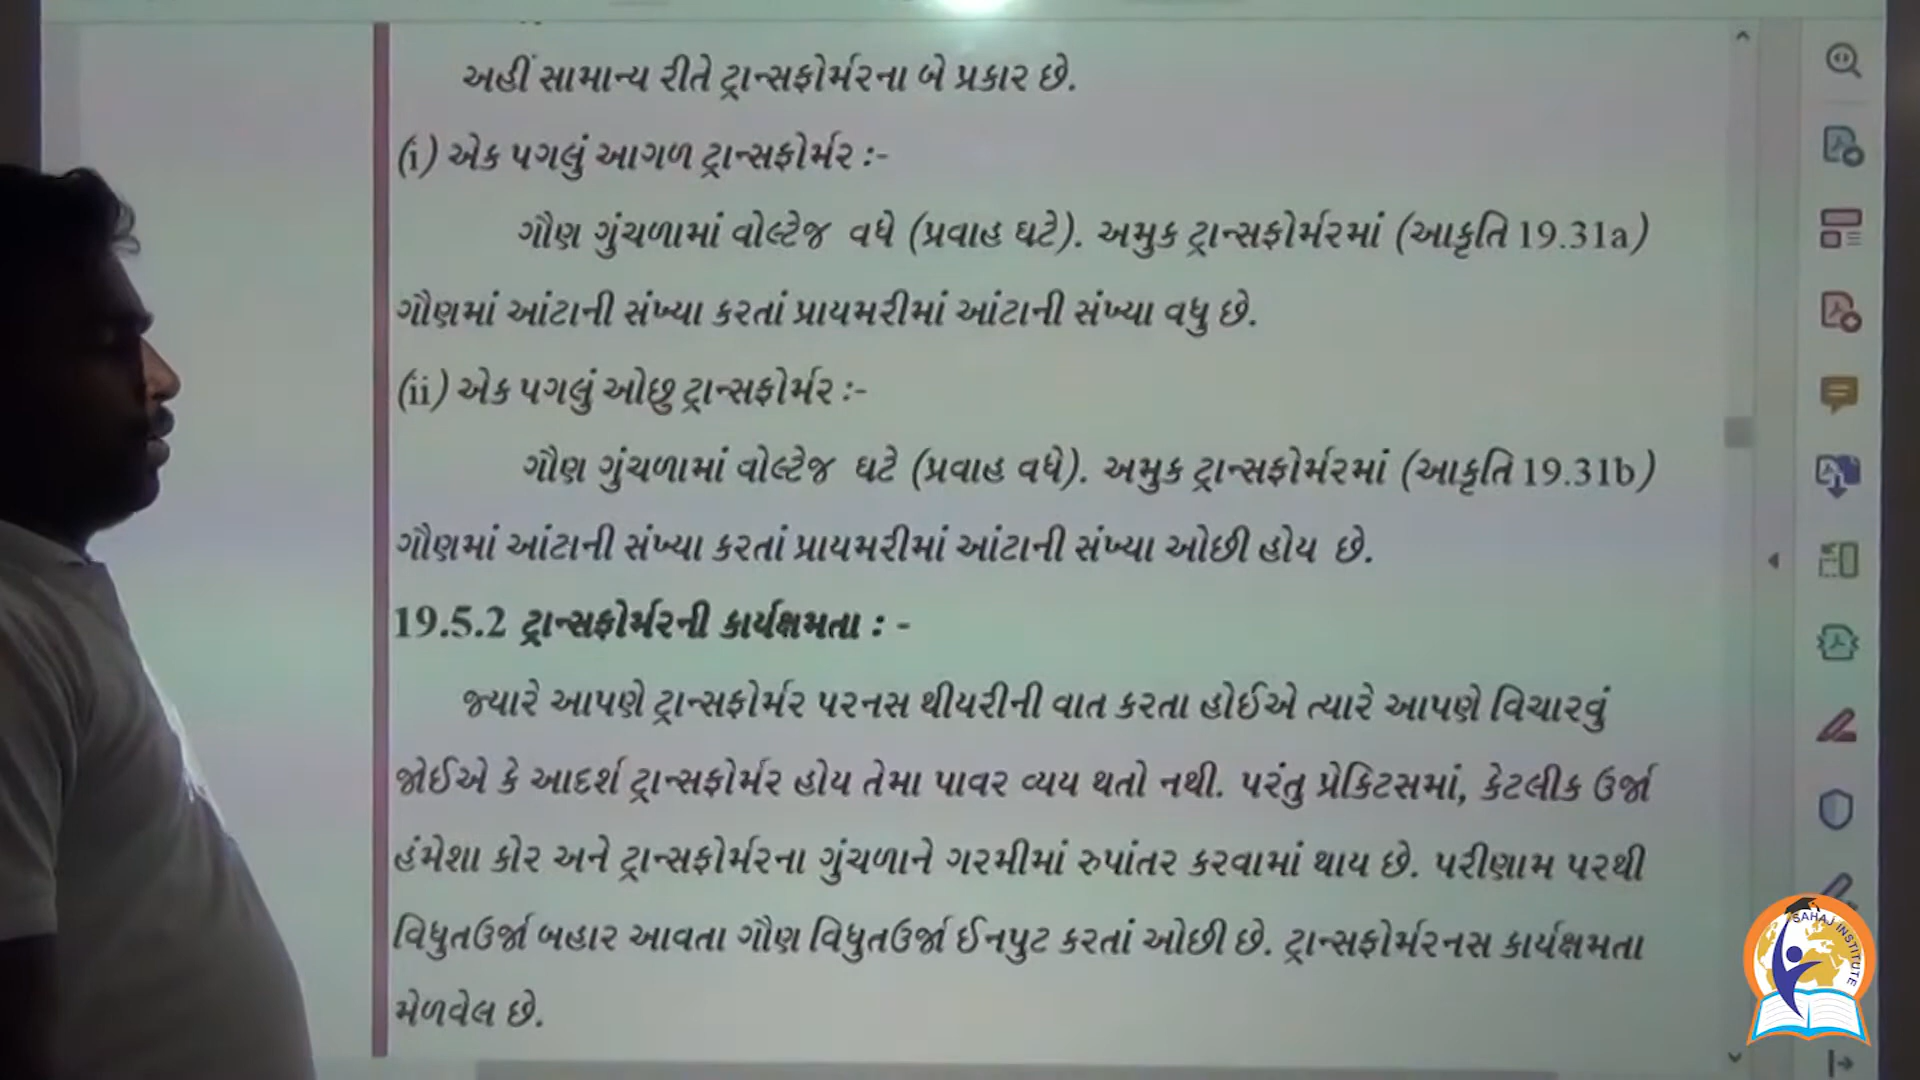 અહીં સામાન્ય રીતે ટ્રાન્સફોર્મરના બે પ્રકાર છે.
(i) એક પગલું આગળ ટ્રાન્સફોર્મર :-
ગૌણ ગુંચળામાં વોલ્ટેજ વધે (પ્રવાહ ઘટે). અમુક ટ્રાન્સફોર્મરમાં (આકૃતિ 19.31a)
ગૌણમાં આંટાની સંખ્યા કરતાં પ્રાયમરીમાં આંટાની સંખ્યા વધુ છે.
(ii) એક પગલું ઓછુ ટ્રાન્સફોર્મર :-
ગૌણ ગુંચળામાં વોલ્ટેજ ઘટે (પ્રવાહ વધે). અમુક ટ્રાન્સફોર્મરમાં (આકૃતિ 19.31b)
ગૌણમાં આંટાની સંખ્યા કરતાં પ્રાયમરીમાં આંટાની સંખ્યા ઓછી હોય છે.
19.5.2 ટ્રાન્સફોર્મરની કાર્યક્ષમતા : -
જ્યારે આપણે ટ્રાન્સફોર્મર પરનસ થીયરીની વાત કરતા હોઈએ ત્યારે આપણે વિચારવું
જોઈએ કે આદર્શ ટ્રાન્સફોર્મર હોય તેમા પાવર વ્યય થતો નથી. પરંતુ પ્રેકિટસમાં, કેટલીક ઉર્જા
હંમેશા કોર અને ટ્રાન્સફોર્મરના ગુંચળાને ગરમીમાં રુપાંતર કરવામાં થાય છે. પરીણામ પરથી
વિધુતઉર્જા બહાર આવતા ગૌણ વિધુતઉર્જા ઈનપુટ કરતાં ઓછી છે. ટ્રાન્સફોર્મરનસ કાર્યક્ષમતા
મેળવેલ છે.
SAHAJ INSTITUTE